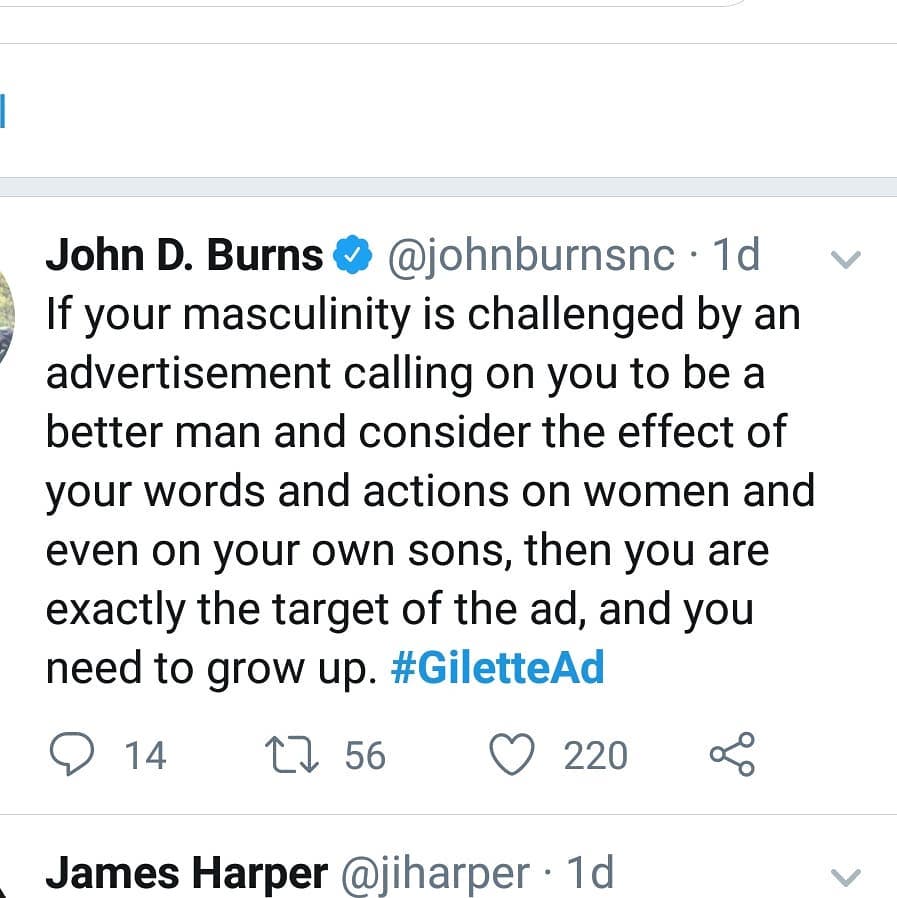 John D. Burns @johnburnsnc · 1d
If your masculinity is challenged by an
advertisement calling on you to be a
better man and consider the effect of
your words and actions on women and
even on your own sons, then you are
exactly the target of the ad, and you
need to grow up. #GiletteAd
14 56 220
James Harper @jiharper · 1d